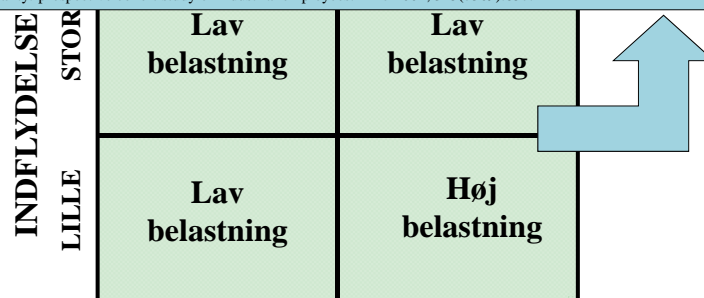 Lav
belastning
Lav
belastning
INDFLYDELSE
STOR
LILLE
Lav
belastning
Høj
belastning